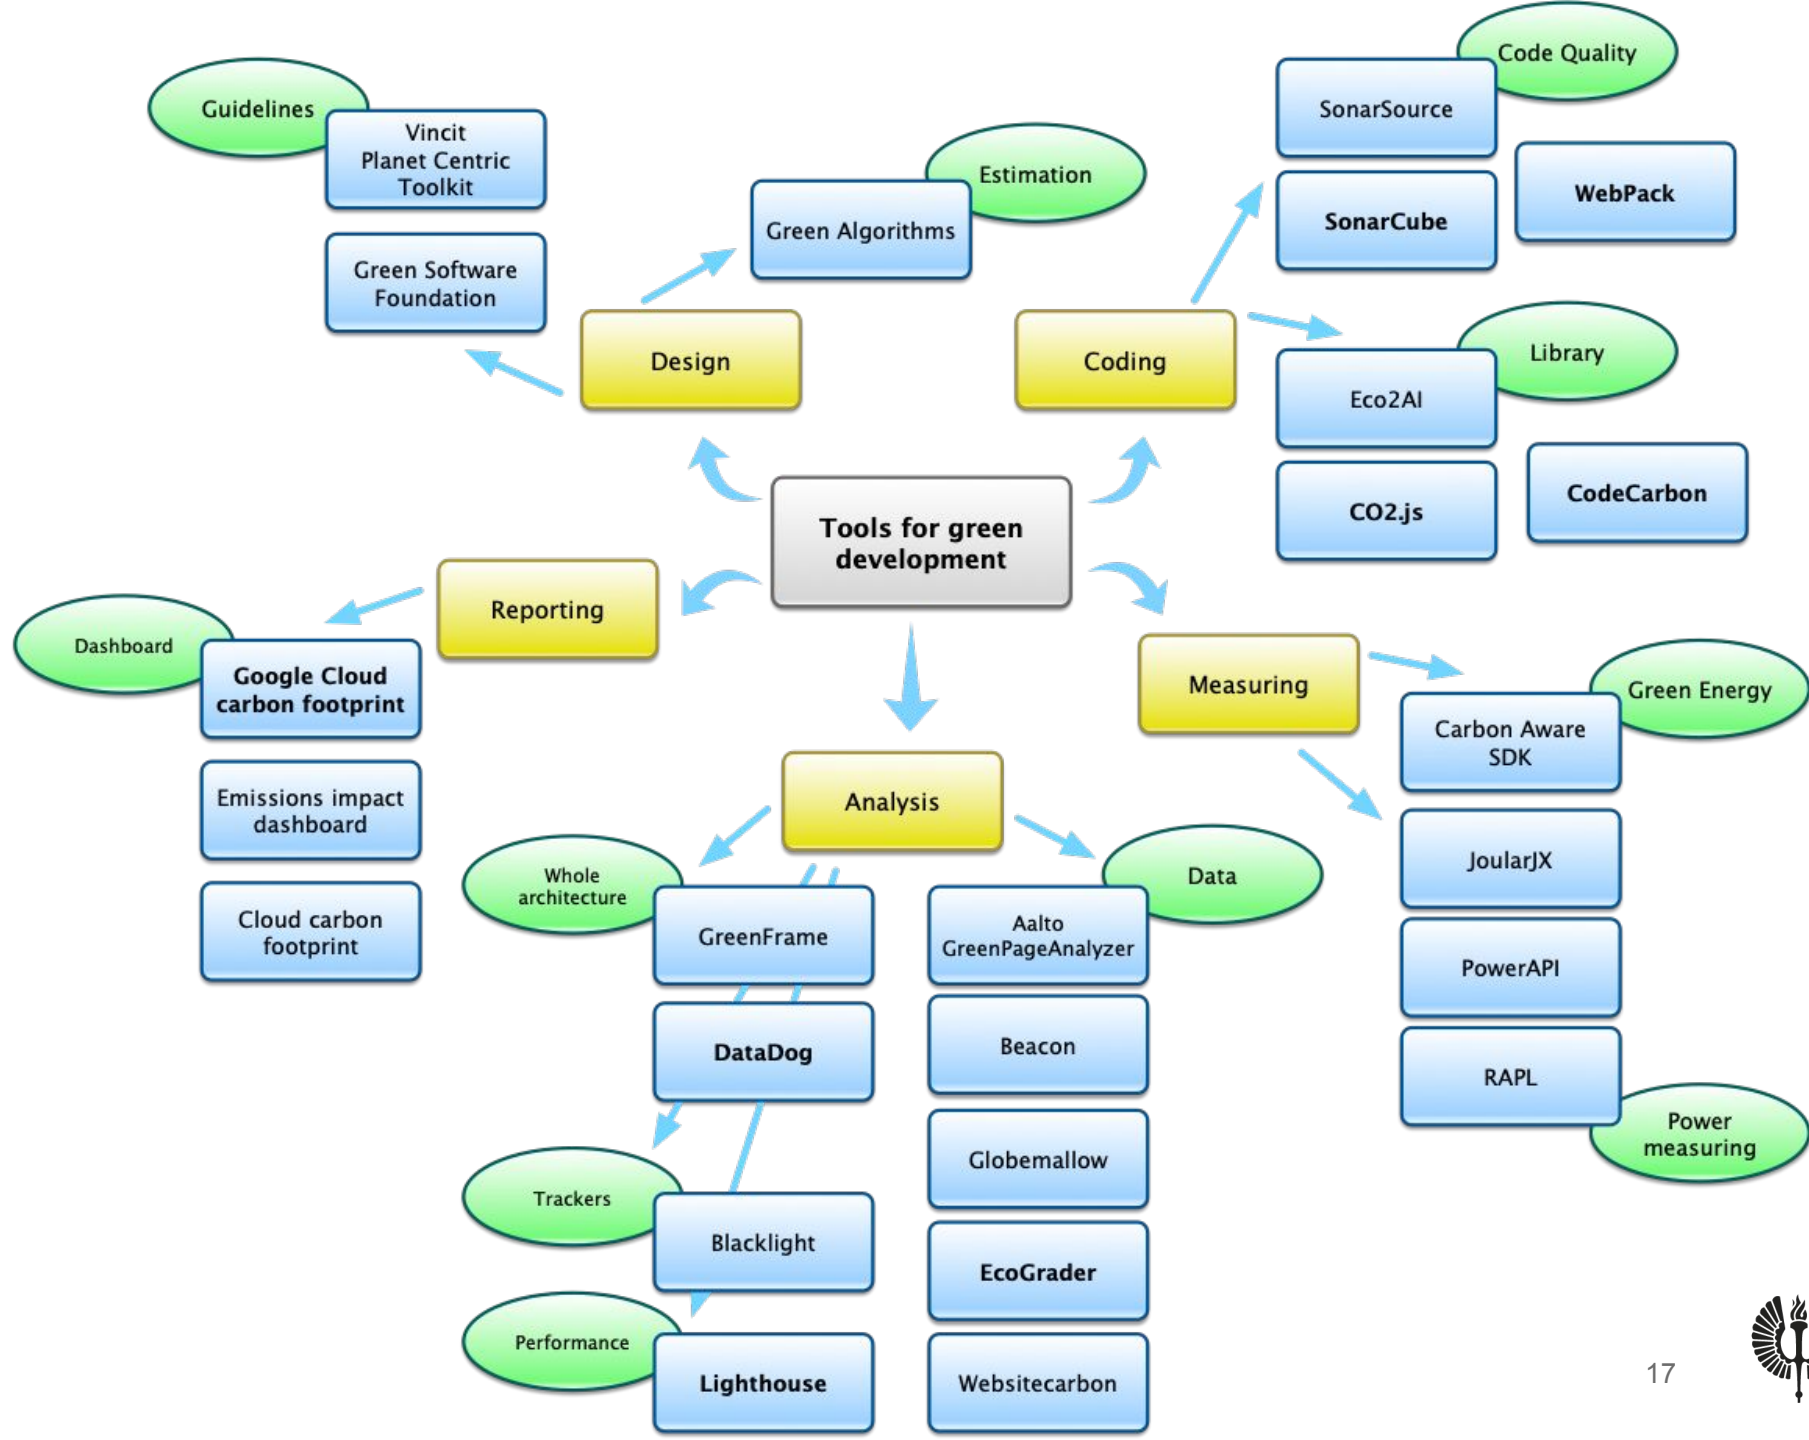 Guidelines
Vincit
Planet Centric
Toolkit
Green Software
Foundation
Estimation
Green Algorithms
Design
Code Quality
SonarSource
SonarCube
WebPack
Coding
Library
Eco2AI
CO2.js
CodeCarbon
Tools for green
development
Reporting
Dashboard
Google Cloud
carbon footprint
Emissions impact
dashboard
Cloud carbon
footprint
Measuring
Green Energy
Carbon Aware
SDK
JoularJX
PowerAPI
RAPL
Power
measuring
Analysis
Whole
architecture
GreenFrame
DataDog
Trackers
Blacklight
Performance
Lighthouse
Data
Aalto
GreenPageAnalyzer
Beacon
Globemallow
EcoGrader
Websitecarbon
17